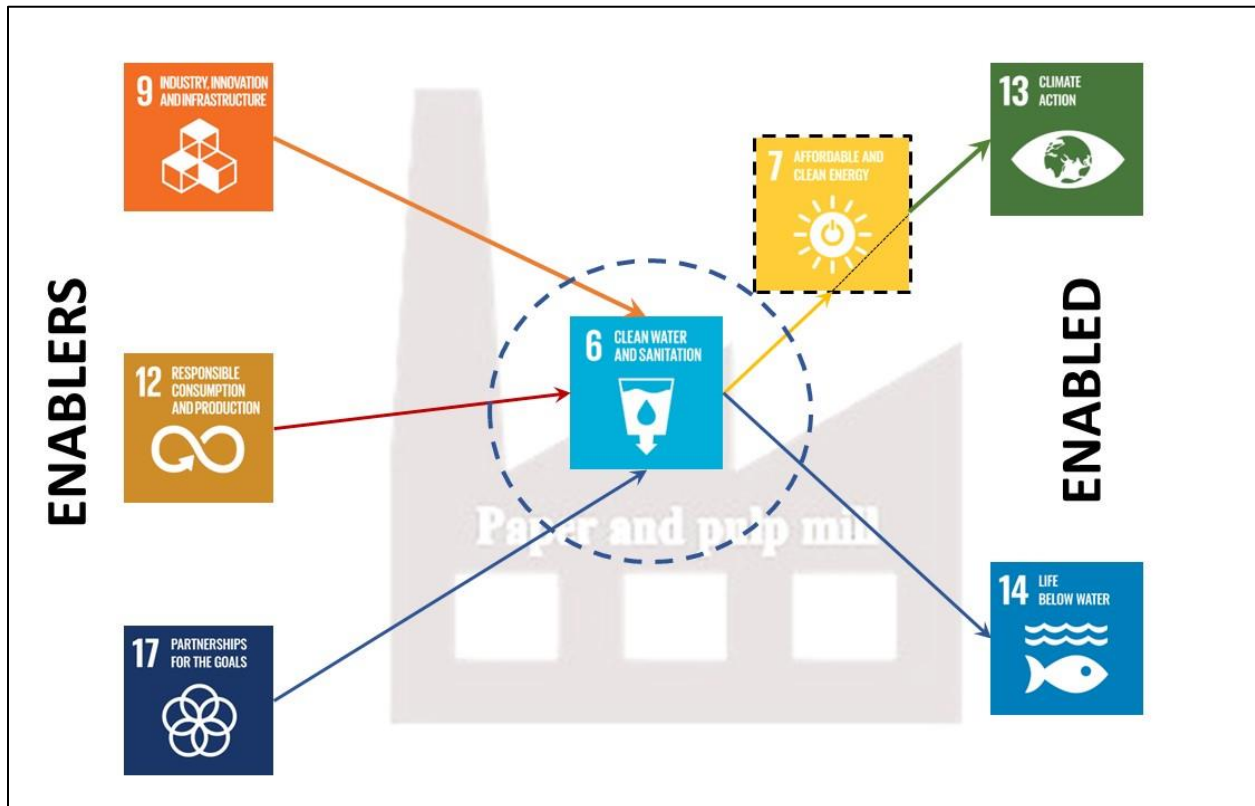 ENABLERS
9 INDUSTRY, INNOVATION
AND INFRASTRUCTURE
12 RESPONSIBLE
CONSUMPTION
AND PRODUCTION
17 PARTNERSHIPS
FOR THE GOALS
6 CLEAN WATER
AND SANITATION
Paper and pulp mill
7 AFFORDABLE AND
CLEAN ENERGY
13 CLIMATE
ACTION
14 LIFE
BELOW WATER
ENABLED